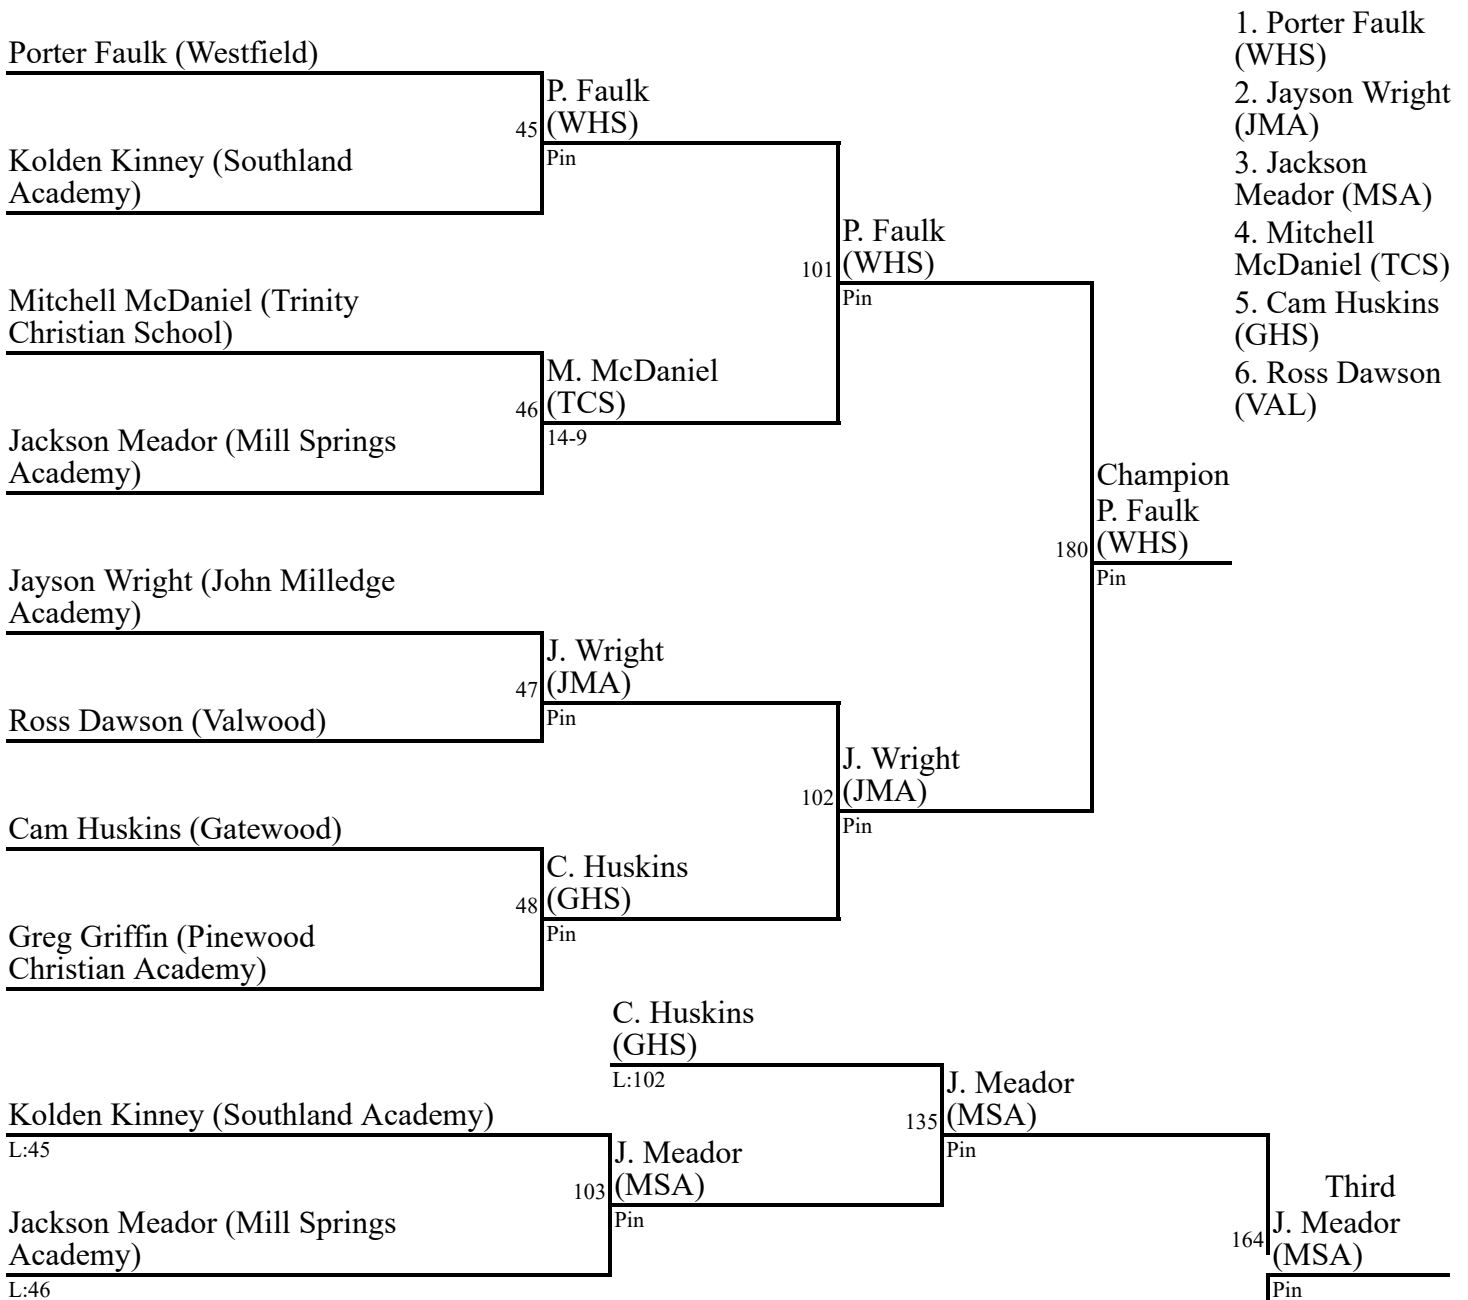 Porter Faulk (Westfield)
Kolden Kinney (Southland
Academy)
45
P. Faulk
(WHS)
Pin
Mitchell McDaniel (Trinity
Christian School)
Jackson Meador (Mill Springs
Academy)
46
M. McDaniel
(TCS)
14-9
101
P. Faulk
(WHS)
Pin
Jayson Wright (John Milledge
Academy)
Ross Dawson (Valwood)
47
J. Wright
(JMA)
Pin
Cam Huskins (Gatewood)
Greg Griffin (Pinewood
Christian Academy)
48
C. Huskins
(GHS)
Pin
102
J. Wright
(JMA)
Pin
180
Champion
P. Faulk
(WHS)
Pin
1. Porter Faulk
(WHS)
2. Jayson Wright
(JMA)
3. Jackson
Meador (MSA)
4. Mitchell
McDaniel (TCS)
5. Cam Huskins
(GHS)
6. Ross Dawson
(VAL)
C. Huskins
(GHS)
L:102
Kolden Kinney (Southland Academy)
L:45
Jackson Meador (Mill Springs
Academy)
L:46
103
J. Meador
(MSA)
Pin
135
J. Meador
(MSA)
Pin
164
Third
J. Meador
(MSA)
Pin